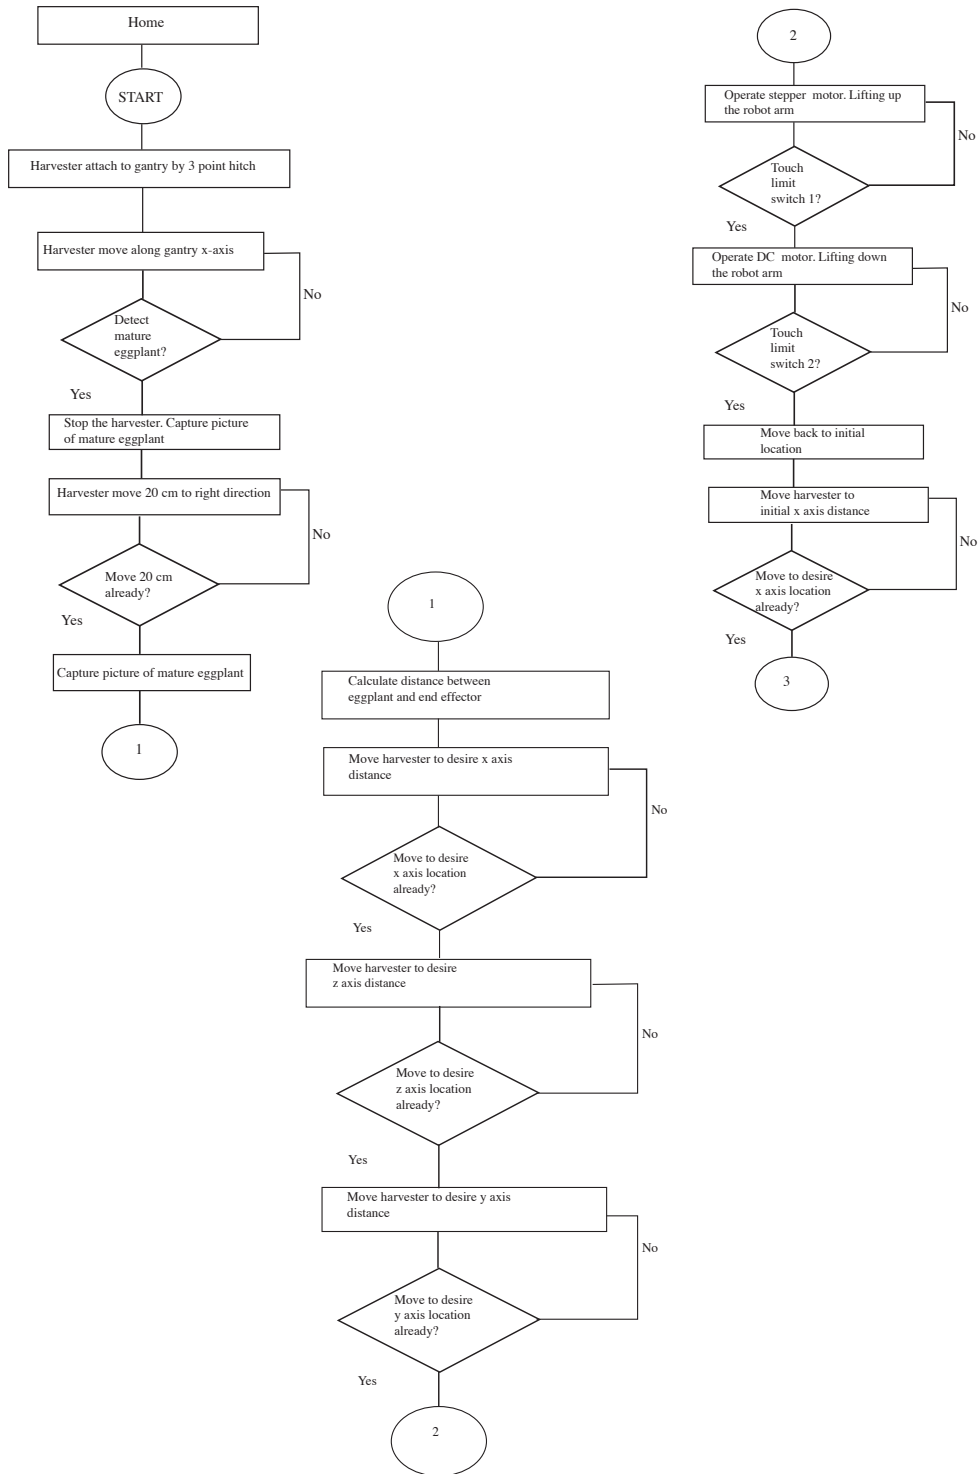 Home
START
Harvester attach to gantry by 3 point hitch
Harvester move along gantry x-axis
No
Detect
mature
eggplant?
Yes
Stop the harvester. Capture picture
of mature eggplant
Harvester move 20 cm to right direction
No
Move 20 cm
already?
Yes
Capture picture of mature eggplant
1
1
Calculate distance between
eggplant and end effector
Move harvester to desire x axis
distance
No
Move to desire
x axis location
already?
Yes
Move harvester to desire
z axis distance
No
Move to desire
z axis location
already?
Yes
Move harvester to desire y axis
distance
No
Move to desire
y axis location
already?
Yes
2
2
Operate stepper motor. Lifting up
the robot arm
No
Touch
limit
switch 1?
Yes
Operate DC motor. Lifting down
the robot arm
No
Touch
limit
switch 2?
Yes
Move back to initial
location
Move harvester to
initial x axis distance
No
Move to desire
x axis location
already?
Yes
3